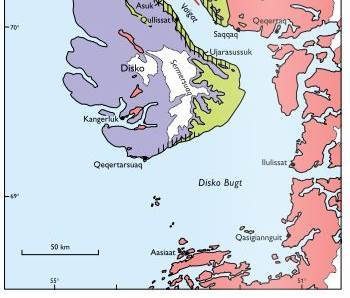 Asuk
Qullissat
Vaigat
70°
Saqqaq
Qeqertaq
Ujarasussuk
Disko
Sermersuaq
Kangerluk
Qeqertarsuaq
Ilulissat
Disko Bugt
69°
50 km
Aasiaat
Qasigiannguit
55°
51°